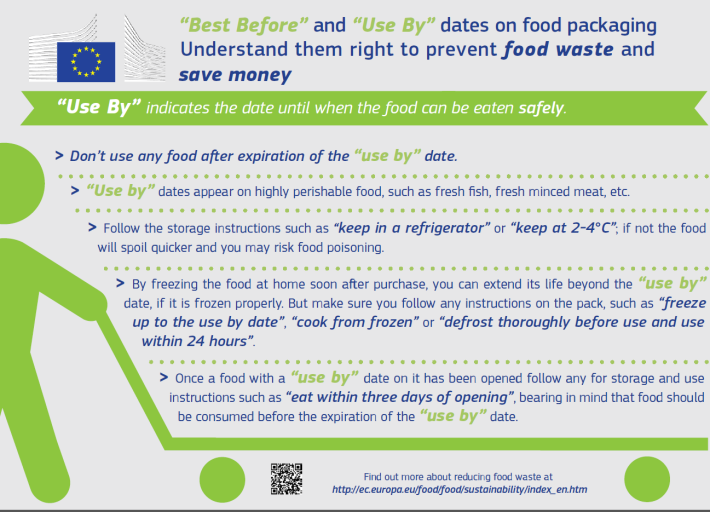 “Best Before” and “Use By” dates on food packaging
Understand them right to prevent food waste and
save money
“Use By” indicates the date until when the food can be eaten safely.
> Don’t use any food after expiration of the “use by” date.
> “Use by” dates appear on highly perishable food, such as fresh fish, fresh minced meat, etc.
> Follow the storage instructions such as “keep in a refrigerator” or “keep at 2-4°C”; if not the food
will spoil quicker and you may risk food poisoning.
> By freezing the food at home soon after purchase, you can extend its life beyond the “use by”
date, if it is frozen properly. But make sure you follow any instructions on the pack, such as “freeze
up to the use by date”, “cook from frozen” or “defrost thoroughly before use and use
within 24 hours”.
> Once a food with a “use by” date on it has been opened follow any for storage and use
instructions such as “eat within three days of opening”, bearing in mind that food should
be consumed before the expiration of the “use by” date.
Find out more about reducing food waste at
http://ec.europa.eu/food/food/sustainability/index_en.htm